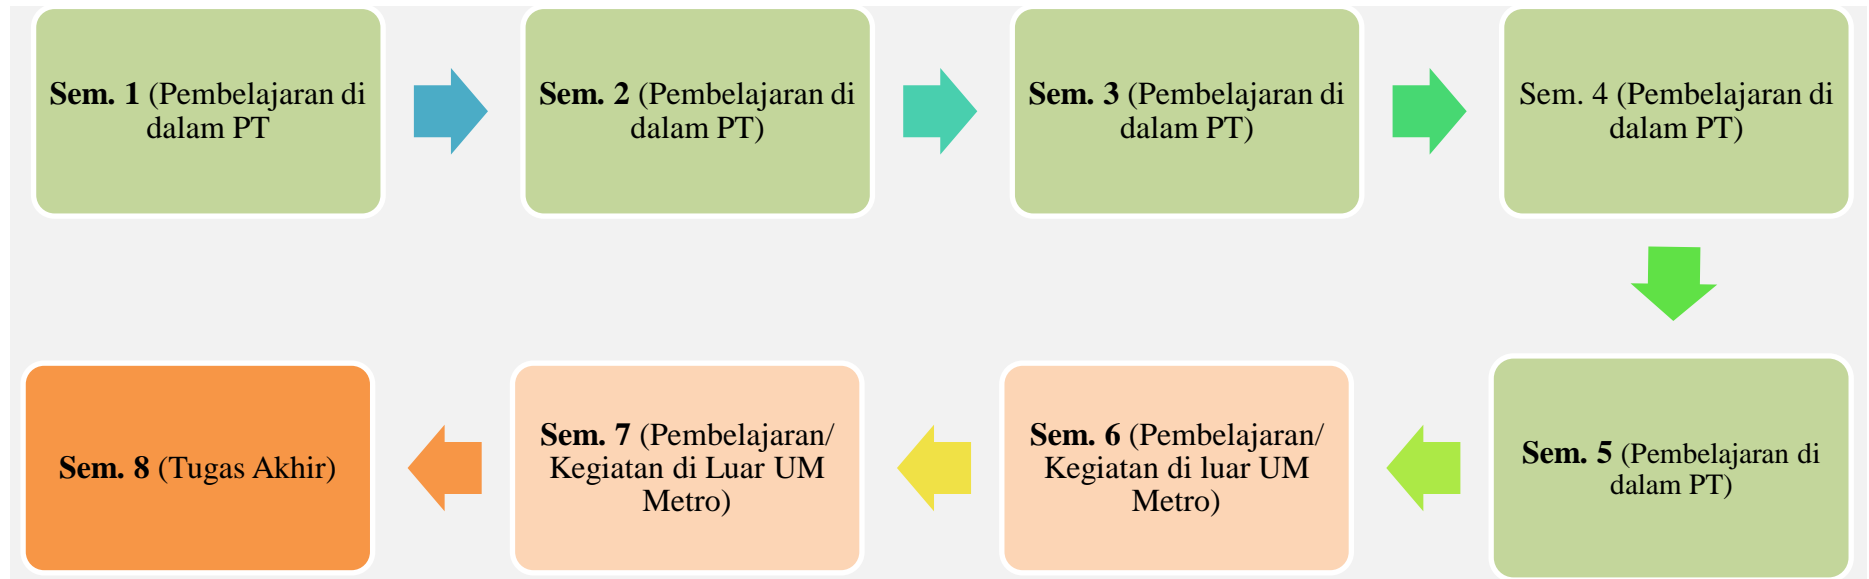 Sem. 1 (Pembelajaran di
dalam PT
Sem. 2 (Pembelajaran di
dalam PT)
Sem. 3 (Pembelajaran di
dalam PT)
Sem. 4 (Pembelajaran di
dalam PT)
Sem. 5 (Pembelajaran di
dalam PT)
Sem. 6 (Pembelajaran/
Kegiatan di luar UM
Metro)
Sem. 7 (Pembelajaran/
Kegiatan di Luar UM
Metro)
Sem. 8 (Tugas Akhir)